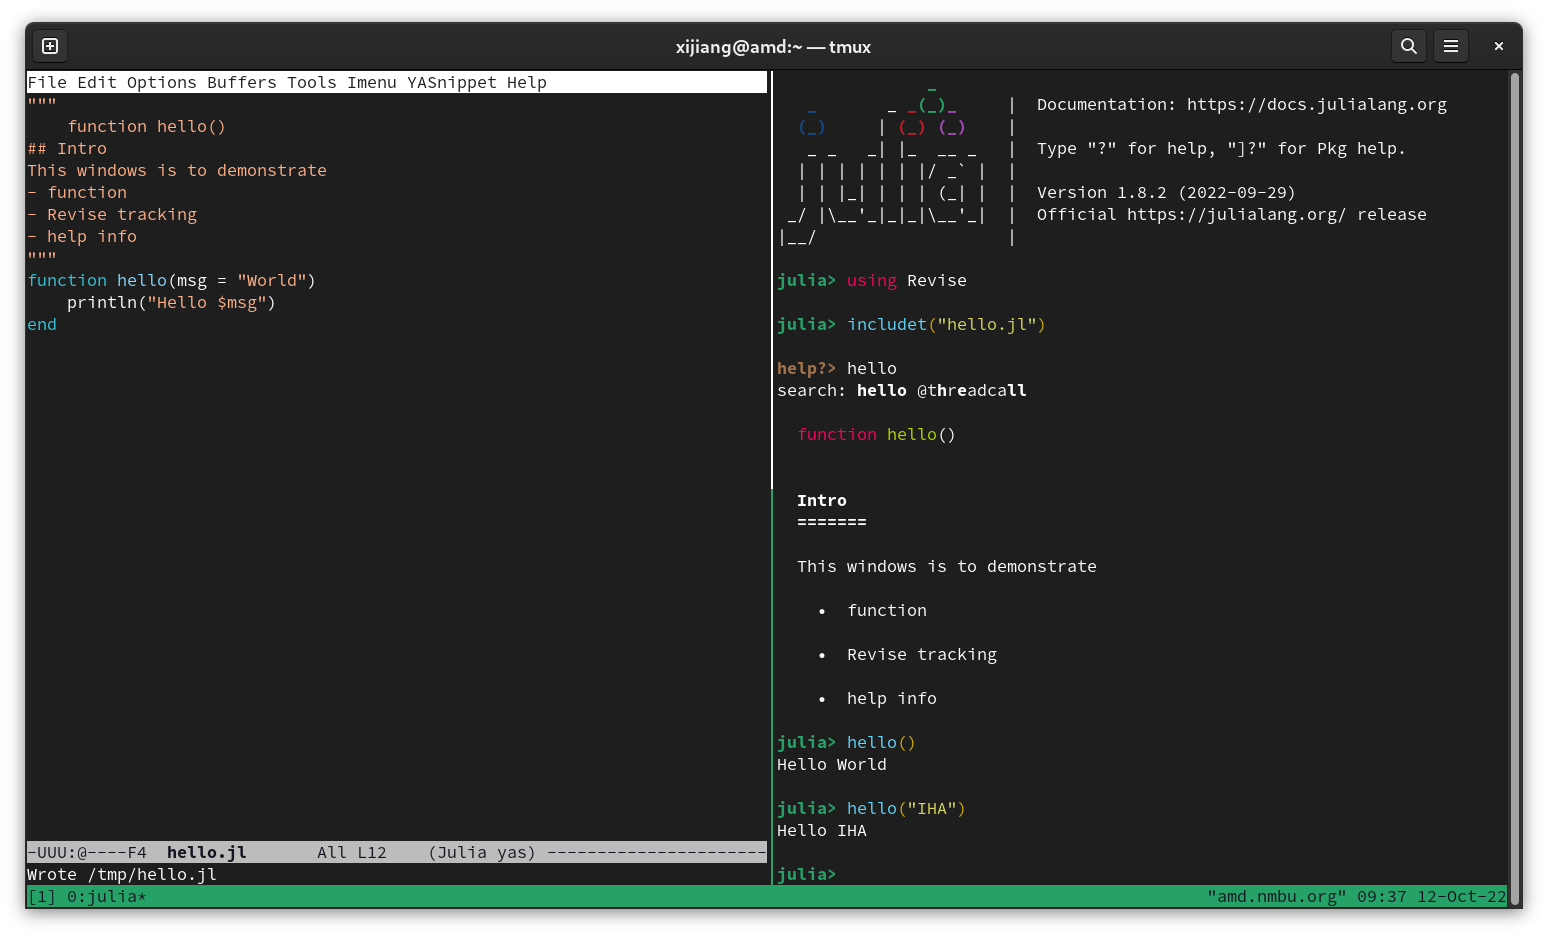 xijiang@amd:~ — tmux
File Edit Options Buffers Tools Imenu YASnippet Help
"""
    function hello()
## Intro
This windows is to demonstrate
- function
- Revise tracking
- help info
"""
function hello(msg = "World")
    println("Hello $msg")
end
-UUU:@----F4  hello.jl       All L12    (Julia yas) ----------------------
Wrote /tmp/hello.jl
               _
   _       _ _(_)_     |  Documentation: https://docs.julialang.org
  (_)     | (_) (_)    |
   _ _   _| |_  __ _   |  Type "?" for help, "]?" for Pkg help.
  | | | | | | |/ _` |  |
  | | |_| | | | (_| |  |  Version 1.8.2 (2022-09-29)
 _/ |\__'_|_|_|\__'_|  |  Official https://julialang.org/ release
|__/                   |
julia> using Revise
julia> includet("hello.jl")
help?> hello
search: hello @threadcall
  function hello()
  Intro
  =======
  This windows is to demonstrate
    •  function
    •  Revise tracking
    •  help info
julia> hello()
Hello World
julia> hello("IHA")
Hello IHA
julia>
[1] 0:julia*
"amd.nmbu.org" 09:37 12-Oct-22